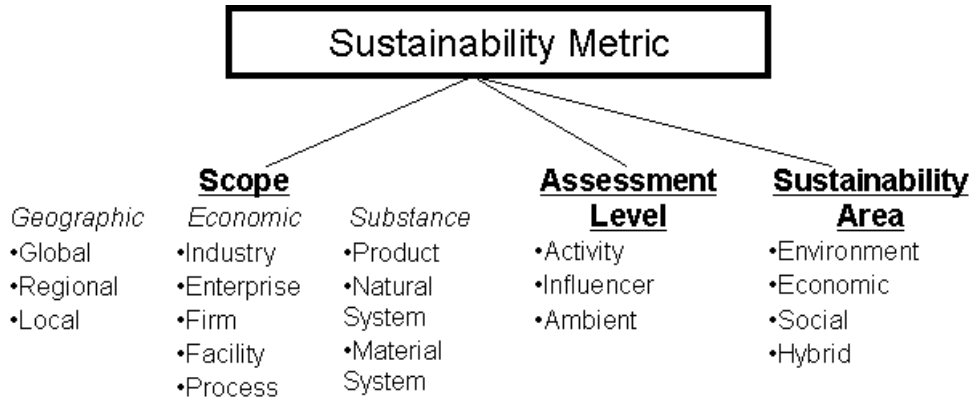 Sustainability Metric
Scope
Geographic
•Global
•Regional
•Local
Economic
•Industry
•Enterprise
•Firm
•Facility
•Process
Substance
•Product
•Natural
System
•Material
System
Assessment
Level
•Activity
•Influencer
•Ambient
Sustainability
Area
•Environment
•Economic
•Social
•Hybrid